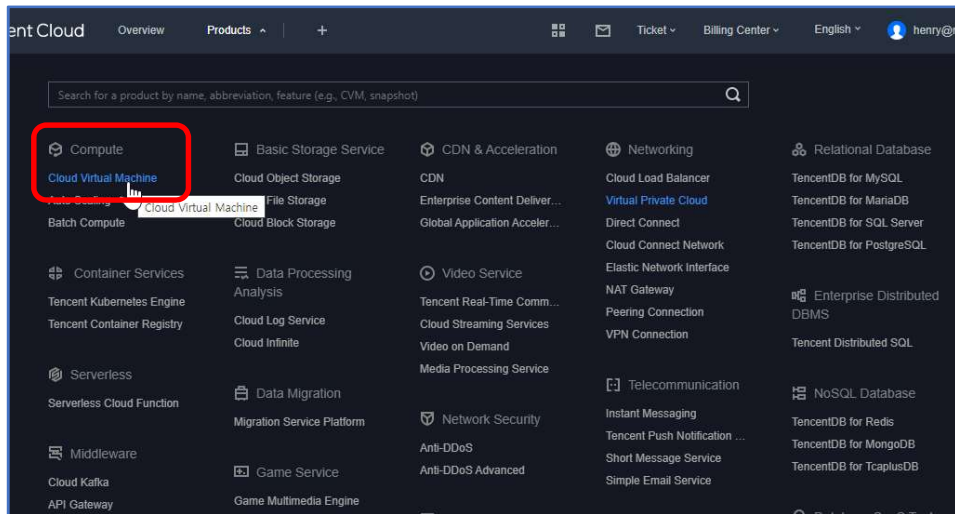 ent Cloud Overview Products + Ticket Billing Center English henry@
Search for a product by name, abbreviation, feature (e.g., CVM, snapshot)
Compute
Cloud Virtual Machine
Cloud Virtual Machine
Batch Compute
Container Services
Tencent Kubernetes Engine
Tencent Container Registry
Serverless
Serverless Cloud Function
Middleware
Cloud Kafka
API Gateway
Basic Storage Service
Cloud Object Storage
File Storage
Cloud Block Storage
Data Processing
Analysis
Cloud Log Service
Cloud Infinite
Data Migration
Migration Service Platform
Game Service
Game Multimedia Engine
CDN & Acceleration
CDN
Enterprise Content Deliver...
Global Application Acceler...
Video Service
Tencent Real-Time Comm...
Cloud Streaming Services
Video on Demand
Media Processing Service
Network Security
Anti-DDoS
Anti-DDoS Advanced
Networking
Cloud Load Balancer
Virtual Private Cloud
Direct Connect
Cloud Connect Network
Elastic Network Interface
NAT Gateway
Peering Connection
VPN Connection
Telecommunication
Instant Messaging
Tencent Push Notification ...
Short Message Service
Simple Email Service
Relational Database
TencentDB for MySQL
TencentDB for MariaDB
TencentDB for SQL Server
TencentDB for PostgreSQL
Enterprise Distributed
DBMS
Tencent Distributed SQL
NoSQL Database
TencentDB for Redis
TencentDB for MongoDB
TencentDB for TcaplusDB